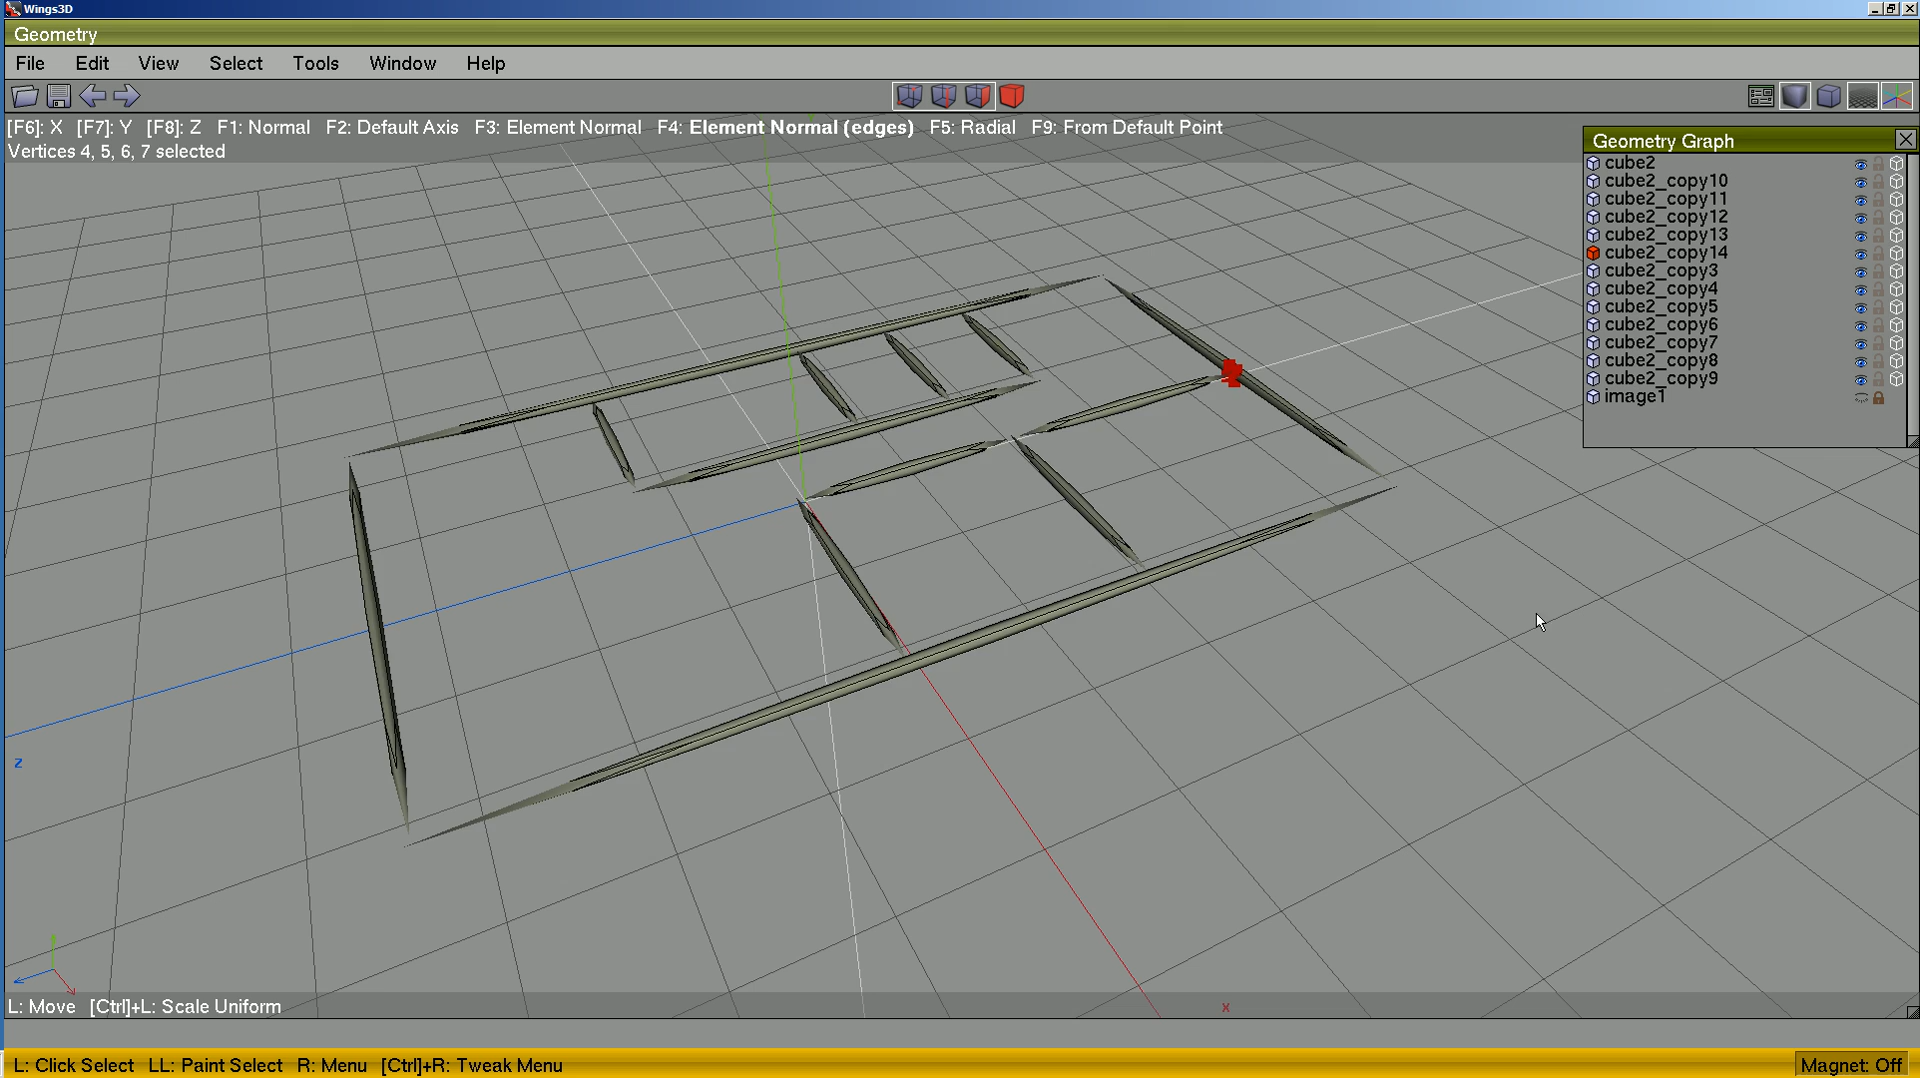 Wings3D
Geometry
File Edit View Select Tools Window Help
[F6]: X [F7]: Y [F8]: Z F1: Normal F2: Default Axis F3: Element Normal F4: Element Normal (edges) F5: Radial F9: From Default Point
Vertices 4, 5, 6, 7 selected
Geometry Graph
cube2
cube2_copy10
cube2_copy11
cube2_copy12
cube2_copy13
cube2_copy14
cube2_copy3
cube2_copy4
cube2_copy5
cube2_copy6
cube2_copy7
cube2_copy8
cube2_copy9
image1
z
x
L: Move [Ctrl]+L: Scale Uniform
L: Click Select LL: Paint Select R: Menu [Ctrl]+R: Tweak Menu
Magnet: Off